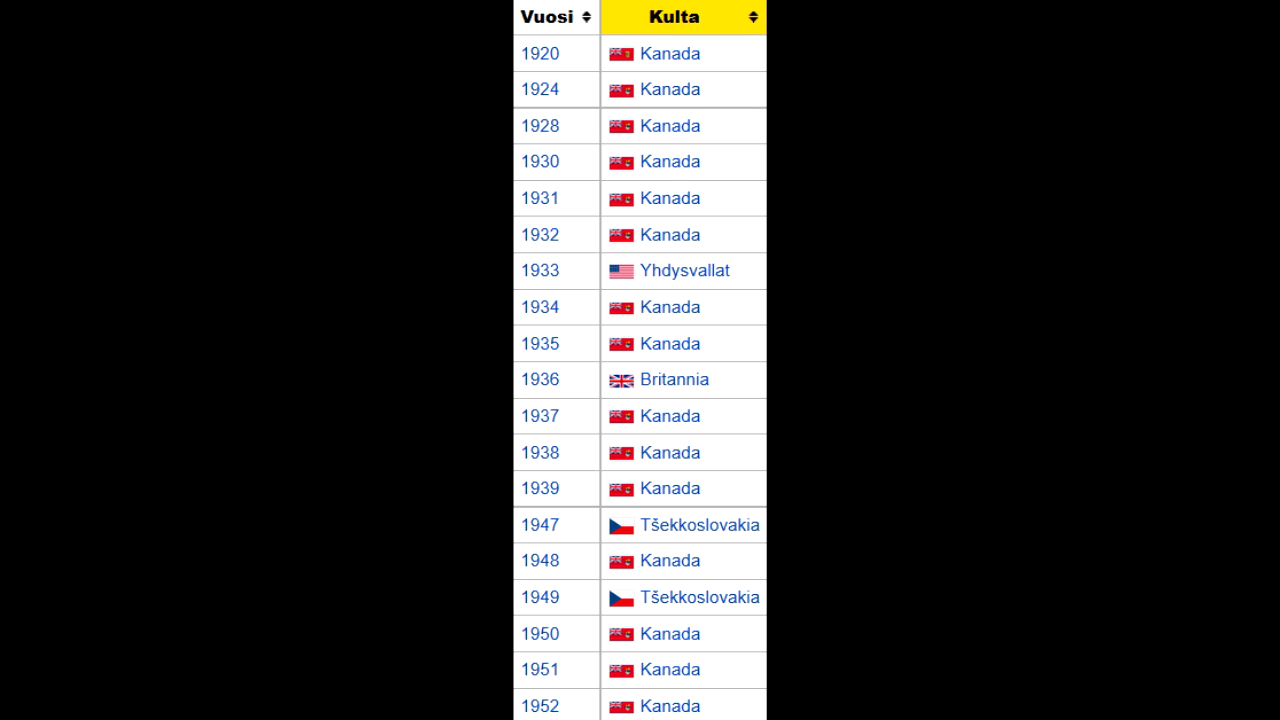 Vuosi Kulta
1920 Kanada
1924 Kanada
1928 Kanada
1930 Kanada
1931 Kanada
1932 Kanada
1933 Yhdysvallat
1934 Kanada
1935 Kanada
1936 Britannia
1937 Kanada
1938 Kanada
1939 Kanada
1947 Tšekkoslovakia
1948 Kanada
1949 Tšekkoslovakia
1950 Kanada
1951 Kanada
1952 Kanada